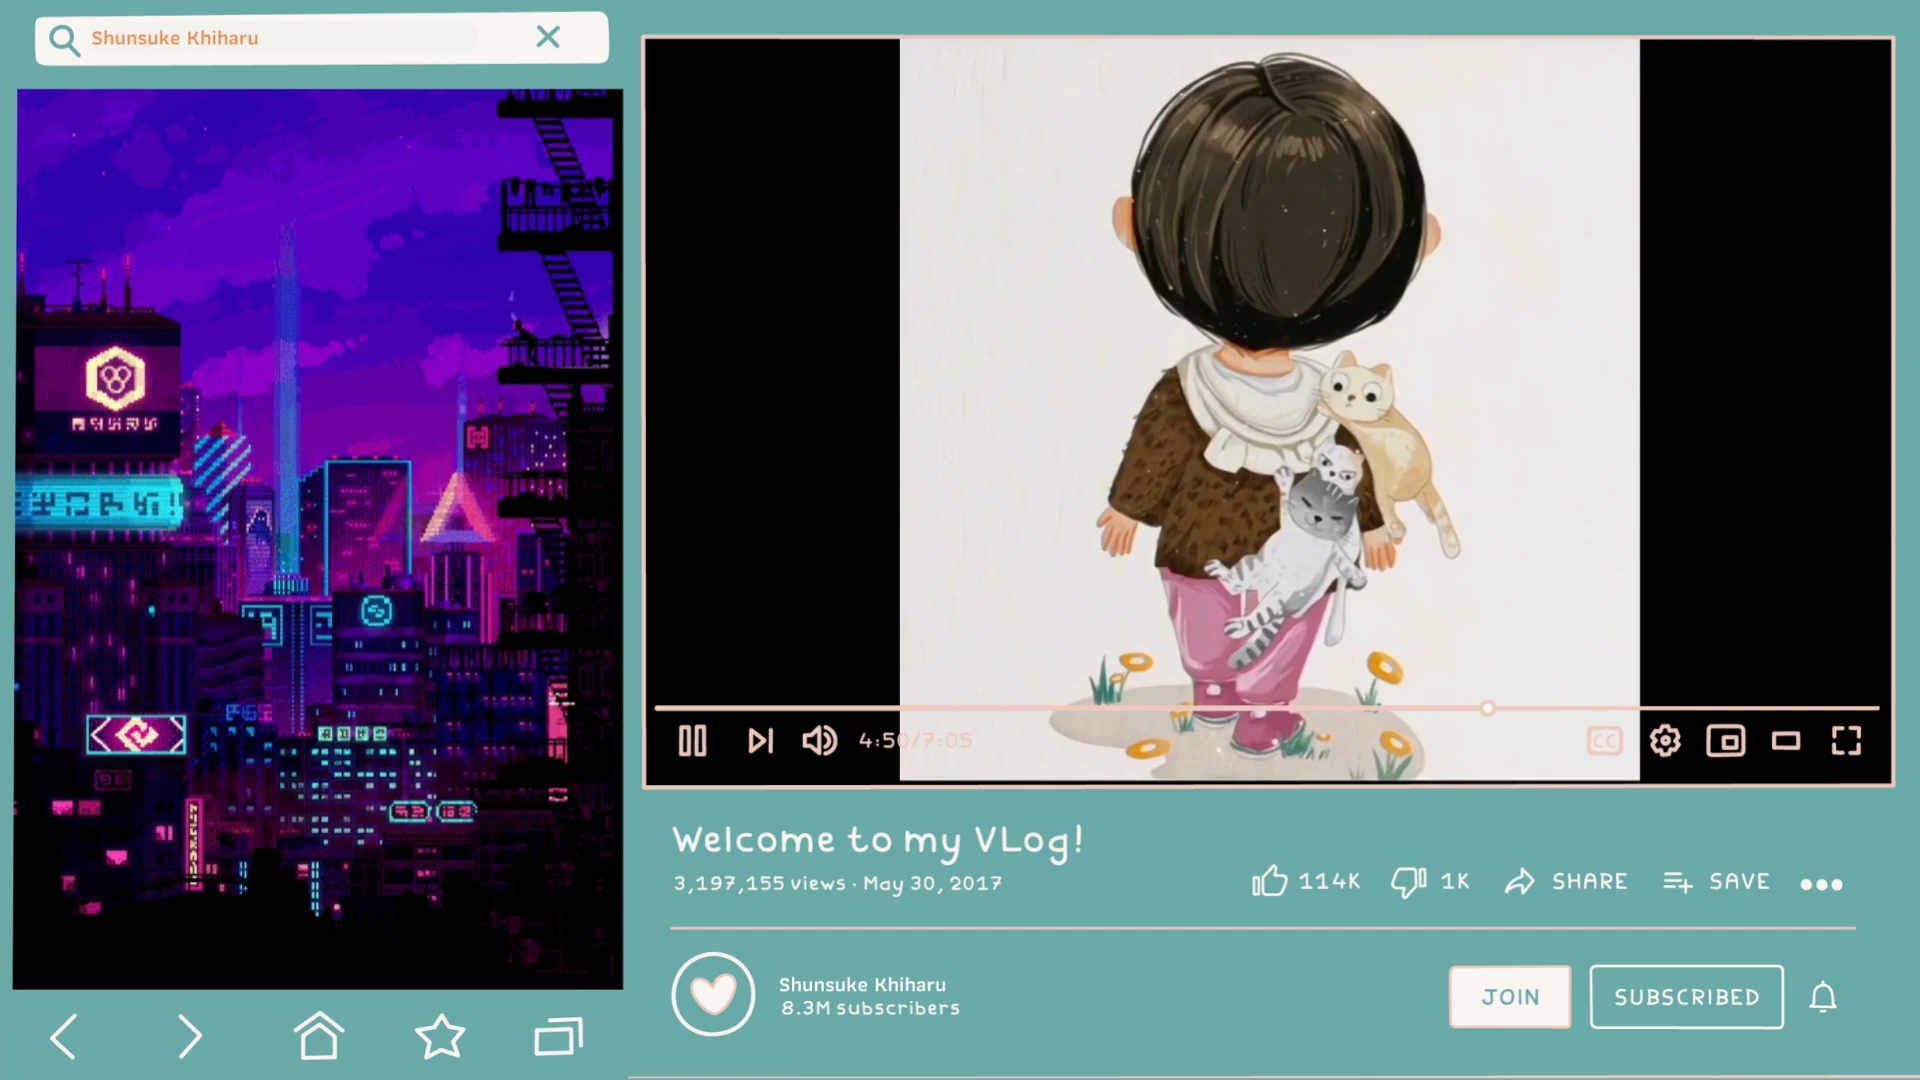 Shunsuke Khiharu
4:50/7:05
CC
Welcome to my VLog!
3,197,155 views · May 30, 2017
114K
1K
SHARE
SAVE
Shunsuke Khiharu
8.3M subscribers
JOIN
SUBSCRIBED